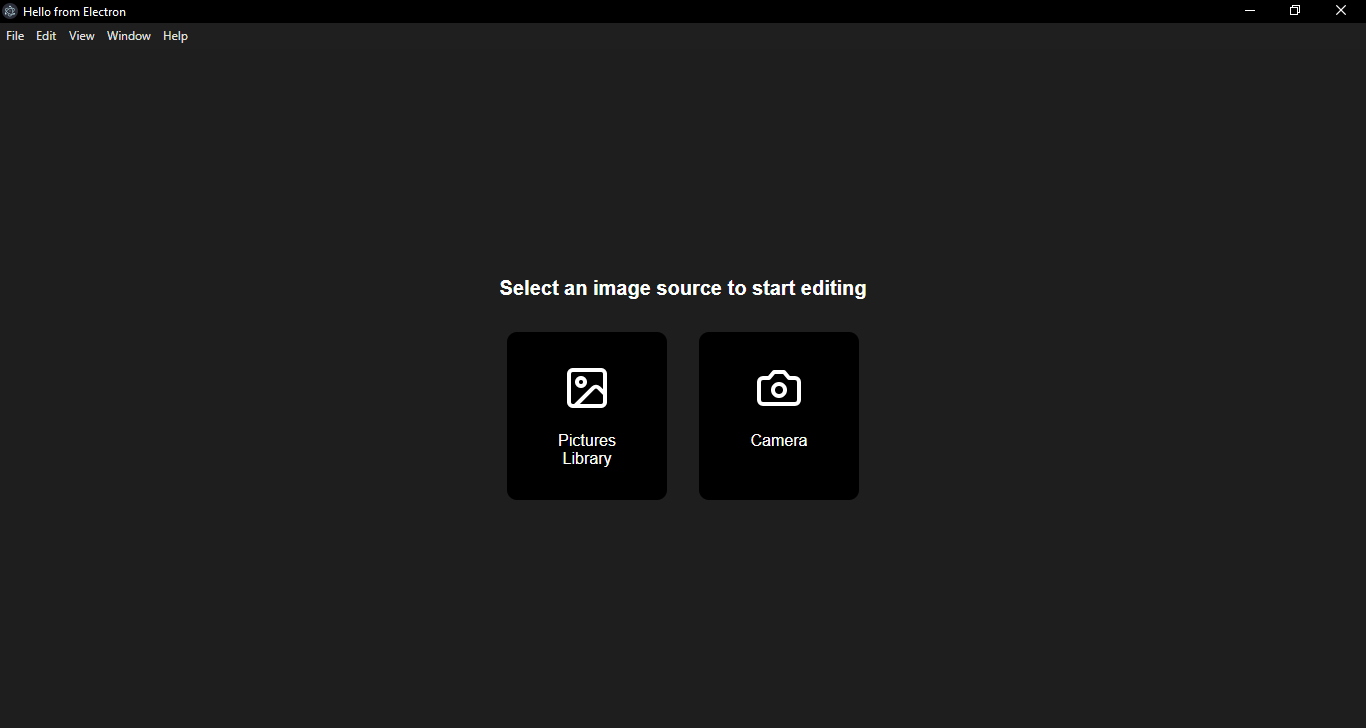 Hello from Electron
File Edit View Window Help
Select an image source to start editing
Pictures
Library
Camera